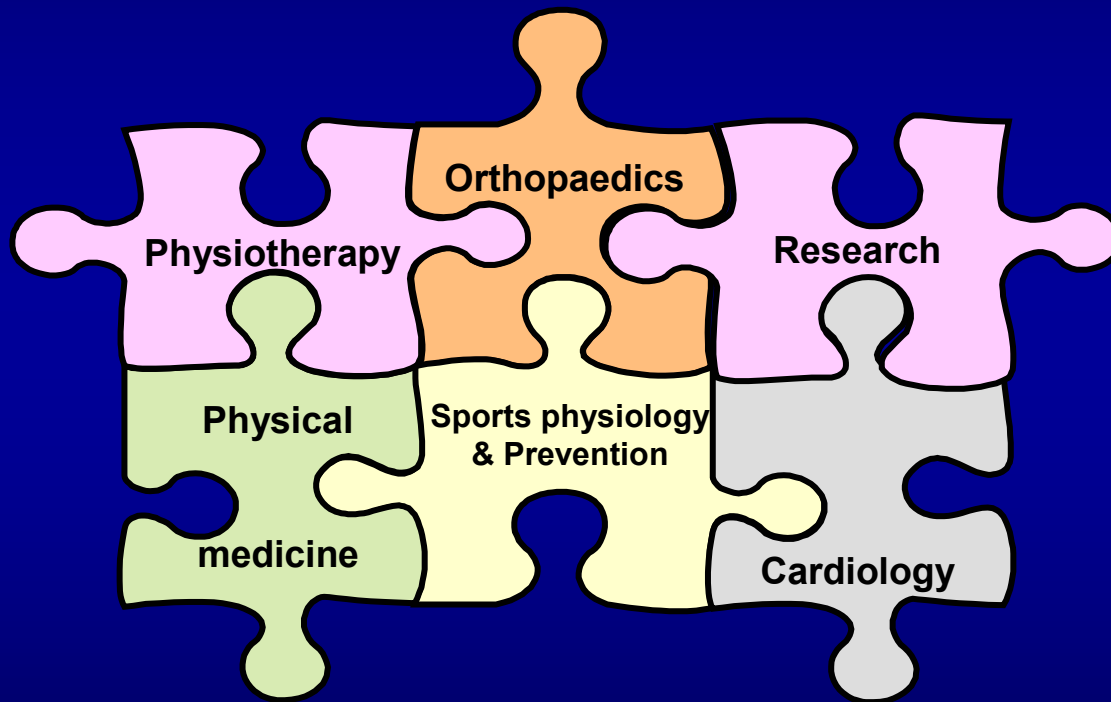 Orthopaedics
Physiotherapy
Research
Physical
medicine
Sports physiology
& Prevention
Cardiology